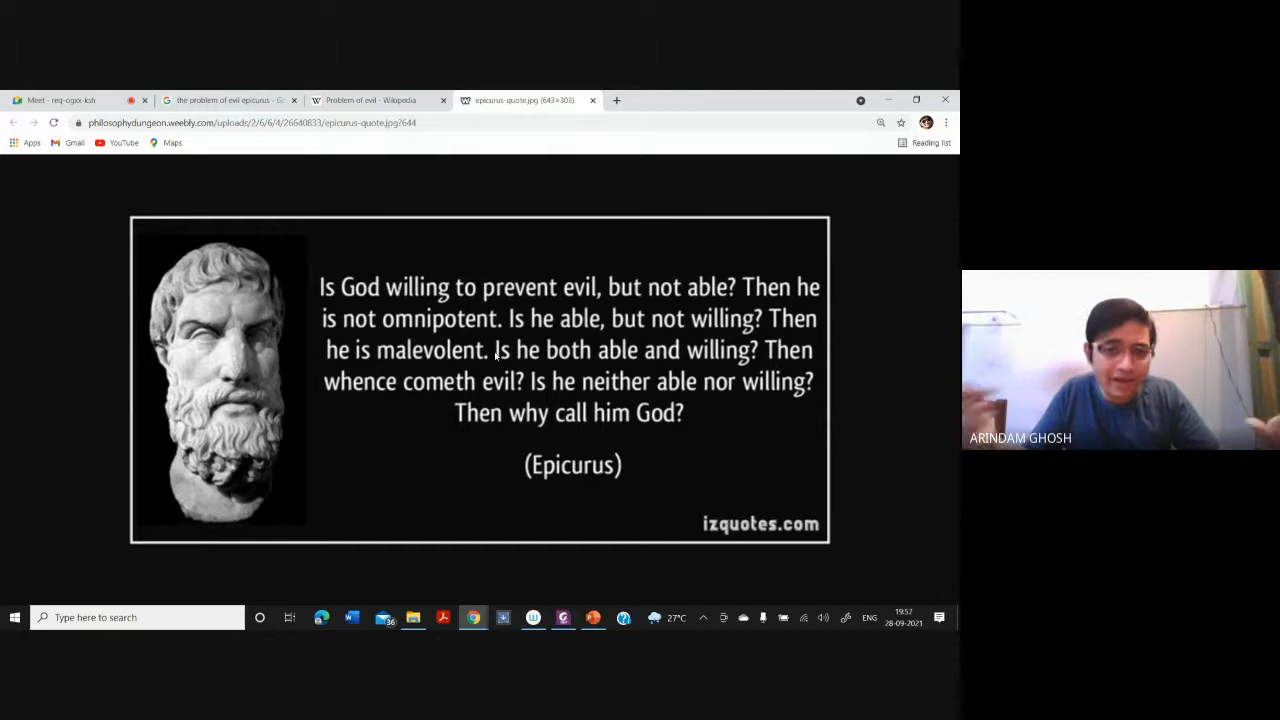 Meet - req-ogxx-ksh
the problem of evil epicurus - G
Problem of evil - Wikipedia
epicurus-quote.jpg (643×303)
philosophydungeon.weebly.com/uploads/2/6/6/4/26640833/epicurus-quote.jpg?644
Apps Gmail YouTube Maps Reading list
Is God willing to prevent evil, but not able? Then he
is not omnipotent. Is he able, but not willing? Then
he is malevolent. Is he both able and willing? Then
whence cometh evil? Is he neither able nor willing?
Then why call him God?
(Epicurus)
izquotes.com
ARINDAM GHOSH
Type here to search
36
27°C
ENG
19:57
28-09-2021